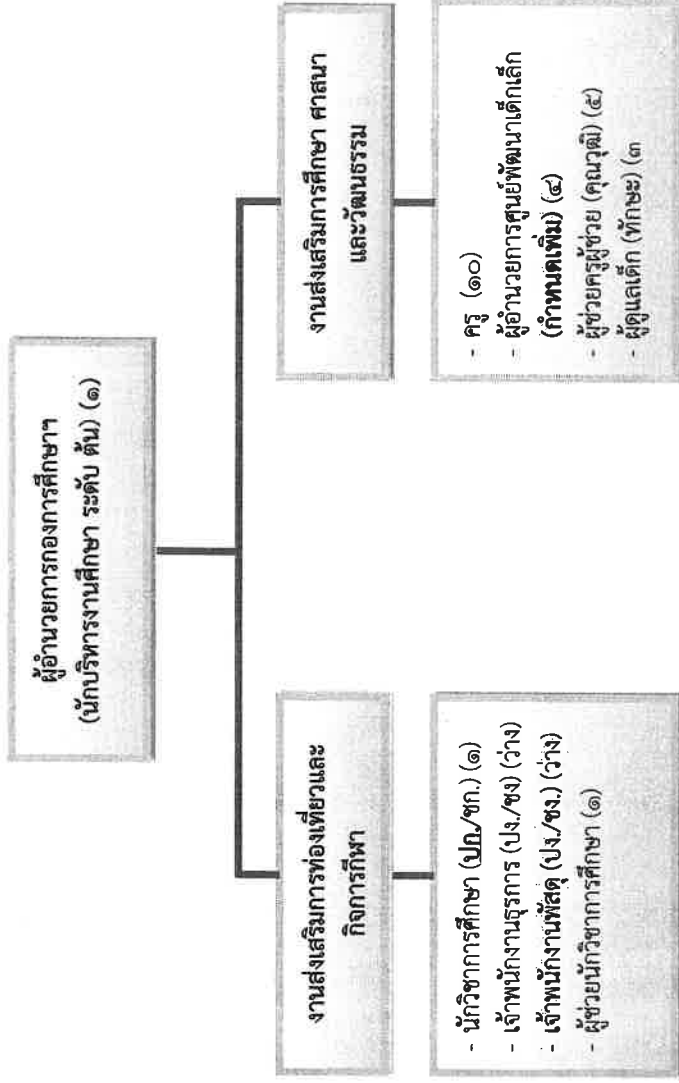 ผู้อำนวยการกองการศึกษาฯ
(นักบริหารงานศึกษา ระดับ ต้น) (๑)
งานส่งเสริมการท่องเที่ยวและ
กิจการกีฬา
- นักวิชาการศึกษา (ปก./ชก.) (๑)
- เจ้าพนักงานธุรการ (ปง./ชง) (ว่าง)
- เจ้าพนักงานพัสดุ (ปง./ชง.) (ว่าง)
- ผู้ช่วยนักวิชาการศึกษา (๑)
งานส่งเสริมการศึกษา ศาสนา
และวัฒนธรรม
- ครู (๑๐)
- ผู้อำนวยการศูนย์พัฒนาเด็กเล็ก
(กำหนดเพิ่ม) (๔)
- ผู้ช่วยครูผู้ช่วย (คุณวุฒิ) (๕)
- ผู้ดูแลเด็ก (ทักษะ) (๓